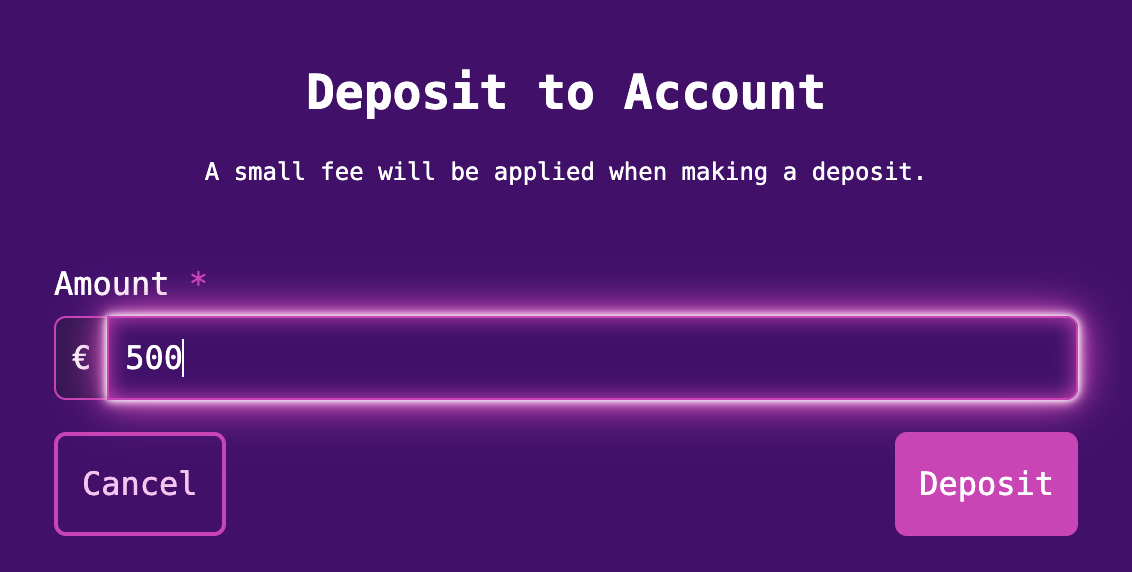 Deposit to Account
A small fee will be applied when making a deposit.
Amount *
€ 500
Cancel Deposit